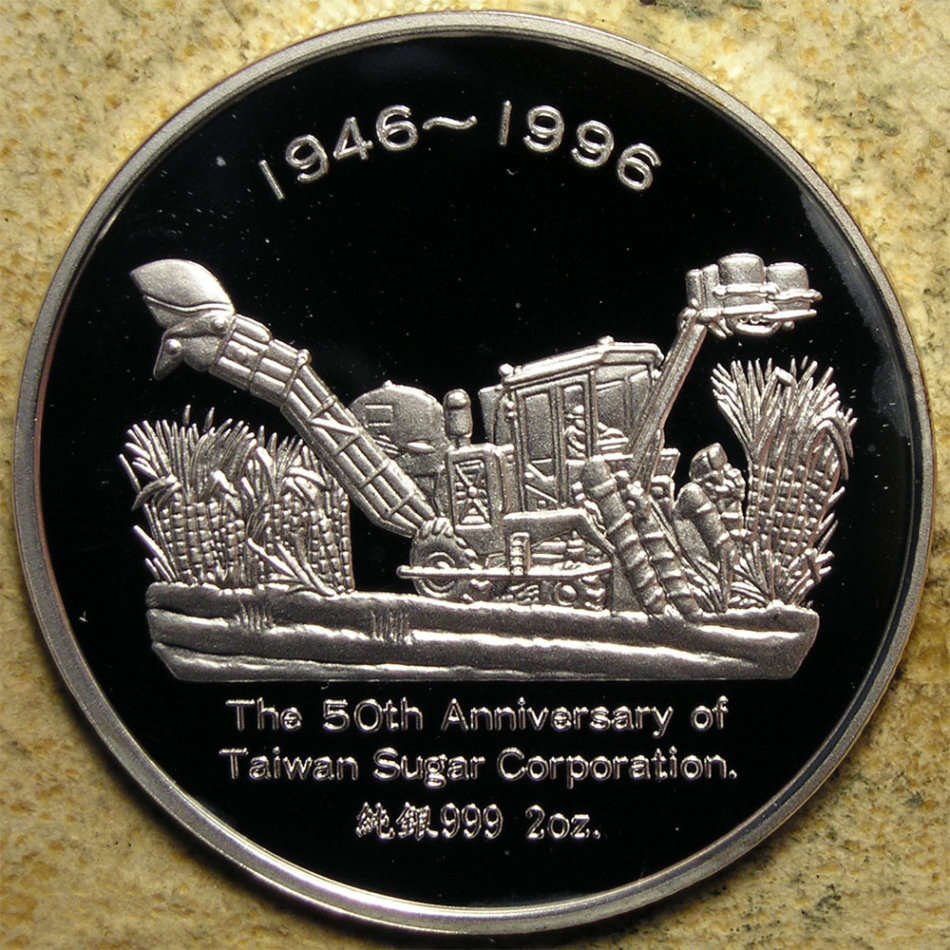 1946~1996
The 50th Anniversary of
Taiwan Sugar Corporation.
純銀999 2oz.